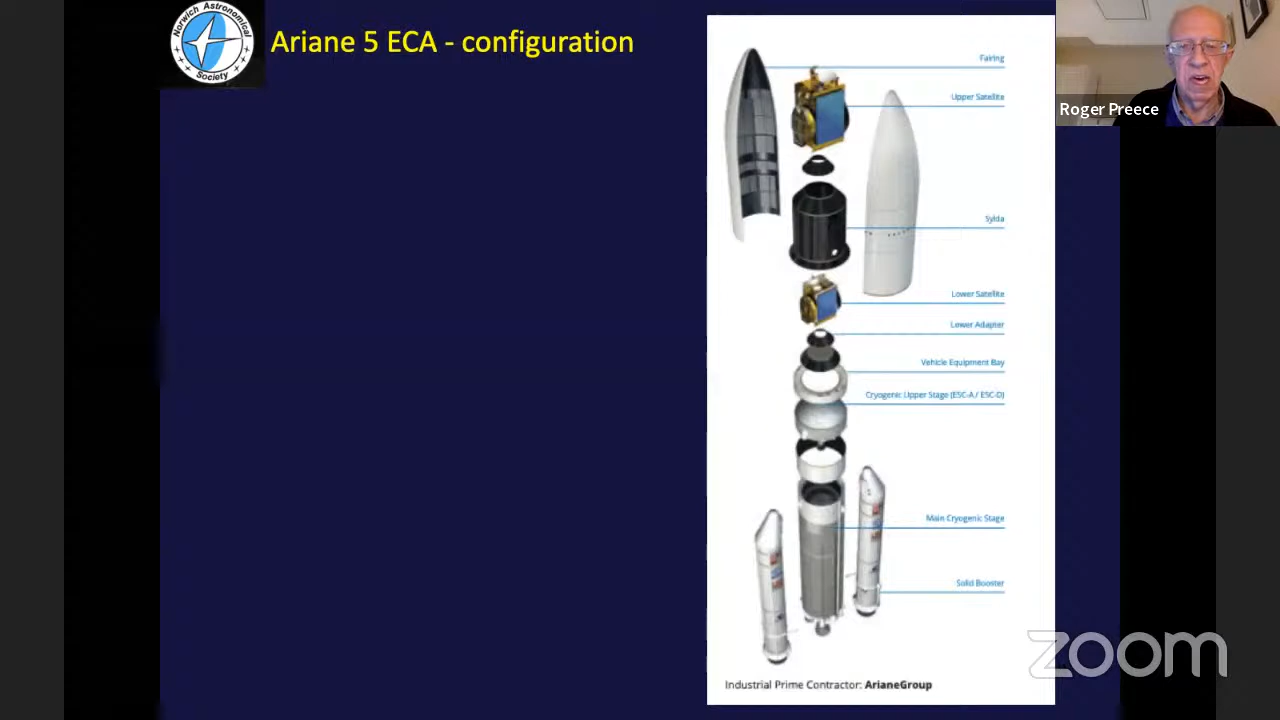 Norwich Astronomical
Society
Ariane 5 ECA - configuration
Fairing
Upper Satellite
Sylda
Lower Satellite
Lower Adapter
Vehicle Equipment Bay
Cryogenic Upper Stage (ESC-A / ESC-D)
Main Cryogenic Stage
Solid Booster
Industrial Prime Contractor: ArianeGroup
Roger Preece
zoom